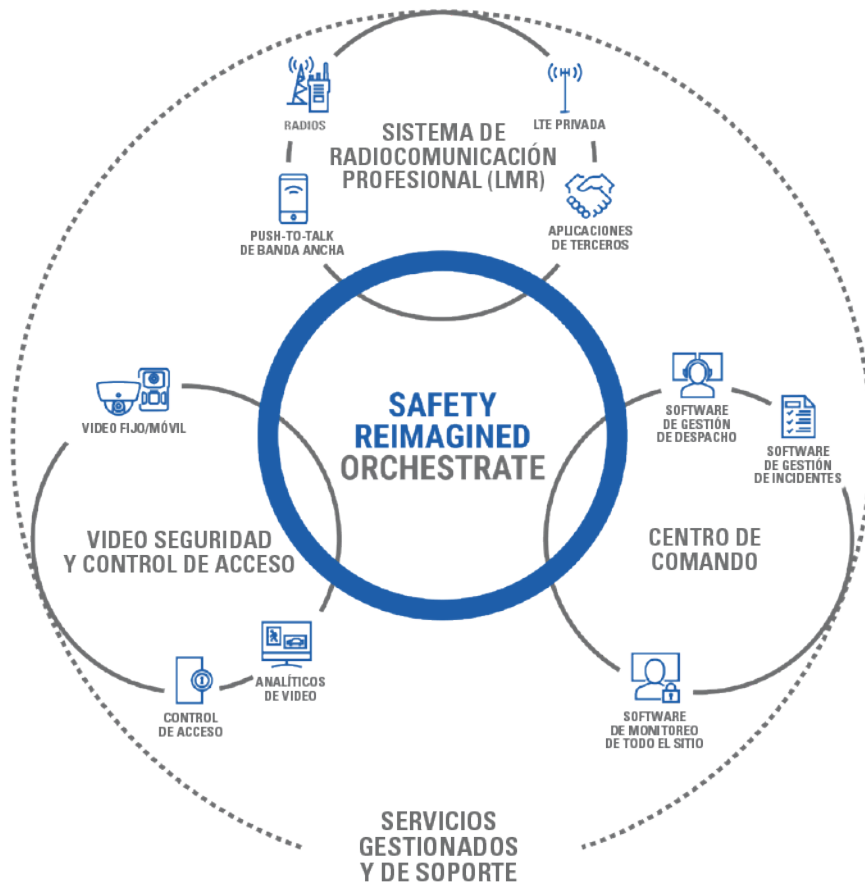 RADIOS
LTE PRIVADA
SISTEMA DE
RADIOCOMUNICACIÓN
PROFESIONAL (LMR)
PUSH-TO-TALK
DE BANDA ANCHA
APLICACIONES
DE TERCEROS
SAFETY
REIMAGINED
ORCHESTRATE
VIDEO FIJO/MÓVIL
VIDEO SEGURIDAD
Y CONTROL DE ACCESO
ANALÍTICOS
DE VIDEO
CONTROL
DE ACCESO
SOFTWARE
DE GESTIÓN
DE DESPACHO
SOFTWARE
DE GESTIÓN
DE INCIDENTES
CENTRO DE
COMANDO
SOFTWARE
DE MONITOREO
DE TODO EL SITIO
SERVICIOS
GESTIONADOS
Y DE SOPORTE